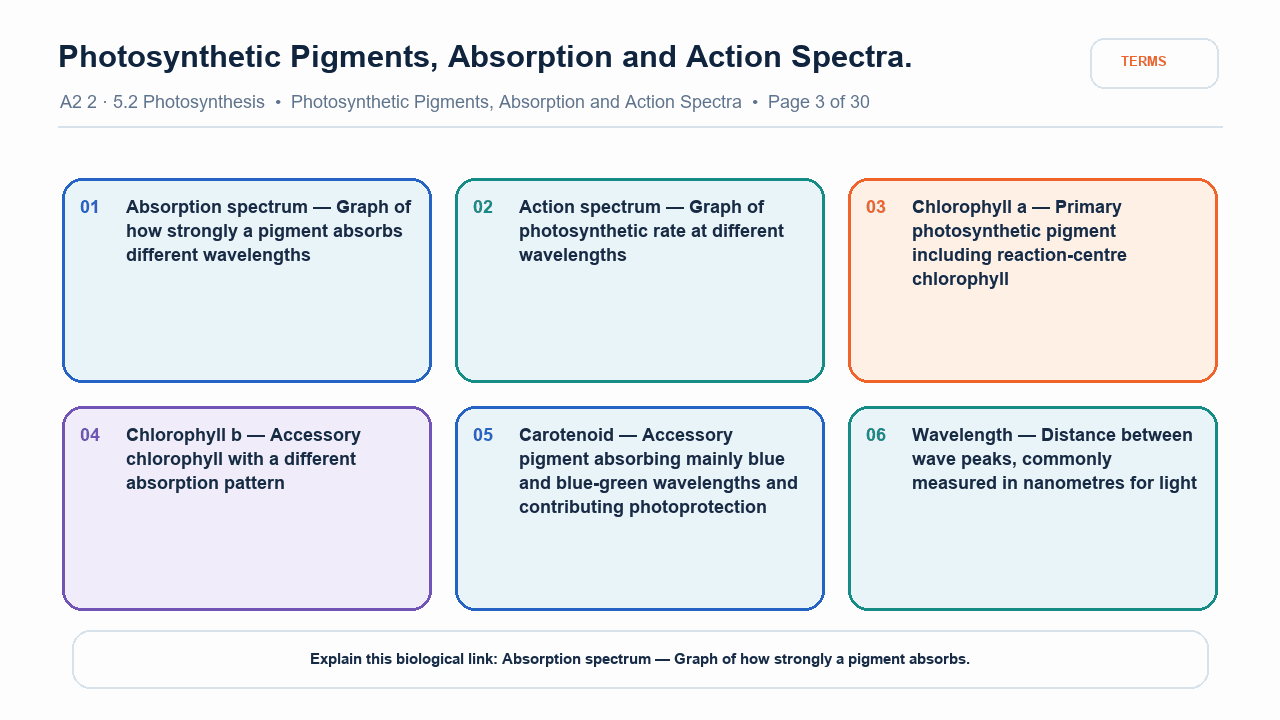 Photosynthetic Pigments, Absorption and Action Spectra.
TERMS
A2 2 · 5.2 Photosynthesis • Photosynthetic Pigments, Absorption and Action Spectra • Page 3 of 30
01
Absorption spectrum — Graph of
how strongly a pigment absorbs
different wavelengths
02
Action spectrum — Graph of
photosynthetic rate at different
wavelengths
03
Chlorophyll a — Primary
photosynthetic pigment
including reaction-centre
chlorophyll
04
Chlorophyll b — Accessory
chlorophyll with a different
absorption pattern
05
Carotenoid — Accessory
pigment absorbing mainly blue
and blue-green wavelengths and
contributing photoprotection
06
Wavelength — Distance between
wave peaks, commonly
measured in nanometres for light
Explain this biological link: Absorption spectrum — Graph of how strongly a pigment absorbs.